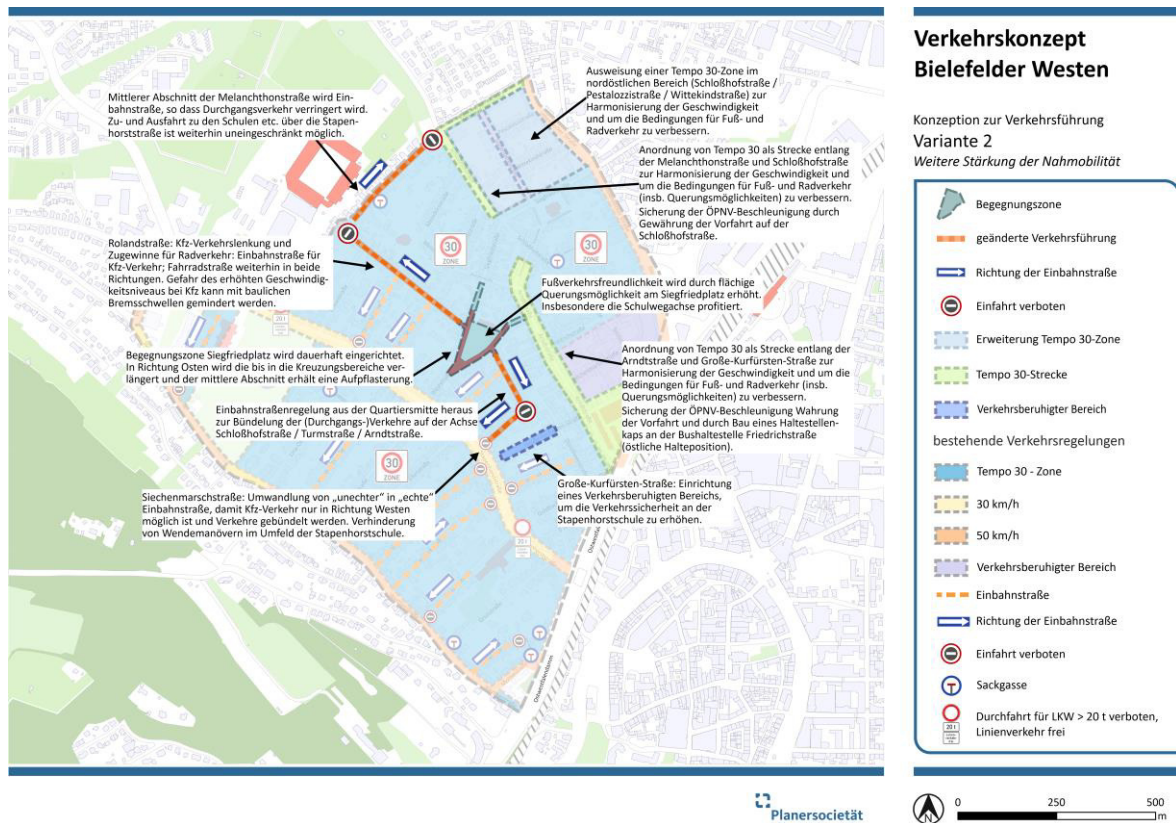 Mittlerer Abschnitt der Melanchthonstraße wird Ein-
bahnstraße, so dass Durchgangsverkehr verringert wird.
Zu- und Ausfahrt zu den Schulen etc. über die Stapen-
horststraße ist weiterhin uneingeschränkt möglich.
Ausweisung einer Tempo 30-Zone im
nordöstlichen Bereich (Schloßhofstraße /
Pestalozzistraße / Wittekindstraße) zur
Harmonisierung der Geschwindigkeit
und um die Bedingungen für Fuß- und
Radverkehr zu verbessern.
Anordnung von Tempo 30 als Strecke entlang
der Melanchthonstraße und Schloßhofstraße
zur Harmonisierung der Geschwindigkeit und
um die Bedingungen für Fuß- und Radverkehr
(insb. Querungsmöglichkeiten) zu verbessern.
Sicherung der ÖPNV-Beschleunigung durch
Gewährung der Vorfahrt auf der
Schloßhofstraße.
Rolandstraße: Kfz-Verkehrslenkung und
Zugewinne für Radverkehr: Einbahnstraße für
Kfz-Verkehr; Fahrradstraße weiterhin in beide
Richtungen. Gefahr des erhöhten Geschwindig-
keitsniveaus bei Kfz kann mit baulichen
Bremsschwellen gemindert werden.
30
ZONE
30
ZONE
Fußverkehrsfreundlichkeit wird durch flächige
Querungsmöglichkeit am Siegfriedplatz erhöht.
Insbesondere die Schulwegachse profitiert.
20 t
Begegnungszone Siegfriedplatz wird dauerhaft eingerichtet.
In Richtung Osten wird die bis in die Kreuzungsbereiche ver-
längert und der mittlere Abschnitt erhält eine Aufpflasterung.
Anordnung von Tempo 30 als Strecke entlang der
Arndtstraße und Große-Kurfürsten-Straße zur
Harmonisierung der Geschwindigkeit und um die
Bedingungen für Fuß- und Radverkehr (insb.
Querungsmöglichkeiten) zu verbessern.
Sicherung der ÖPNV-Beschleunigung Wahrung
der Vorfahrt und durch Bau eines Haltestellen-
kaps an der Bushaltestelle Friedrichstraße
(östliche Halteposition).
Einbahnstraßenregelung aus der Quartiersmitte heraus
zur Bündelung der (Durchgangs-)Verkehre auf der Achse
Schloßhofstraße / Turmstraße / Arndtstraße.
30
ZONE
Siechenmarschstraße: Umwandlung von „unechter“ in „echte“
Einbahnstraße, damit Kfz-Verkehr nur in Richtung Westen
möglich ist und Verkehre gebündelt werden. Verhinderung
von Wendemanövern im Umfeld der Stapenhorstschule.
Große-Kurfürsten-Straße: Einrichtung
eines Verkehrsberuhigten Bereichs,
um die Verkehrssicherheit an der
Stapenhorstschule zu erhöhen.
20 t
Ostwestfalendamm
Planersocietät
Verkehrskonzept
Bielefelder Westen
Konzeption zur Verkehrsführung
Variante 2
Weitere Stärkung der Nahmobilität
Begegnungszone
geänderte Verkehrsführung
Richtung der Einbahnstraße
Einfahrt verboten
Erweiterung Tempo 30-Zone
Tempo 30-Strecke
Verkehrsberuhigter Bereich
bestehende Verkehrsregelungen
Tempo 30 - Zone
30 km/h
50 km/h
Verkehrsberuhigter Bereich
Einbahnstraße
Richtung der Einbahnstraße
Einfahrt verboten
Sackgasse
20 t
Durchfahrt für LKW > 20 t verboten,
Linienverkehr frei
N
0 250 500
m